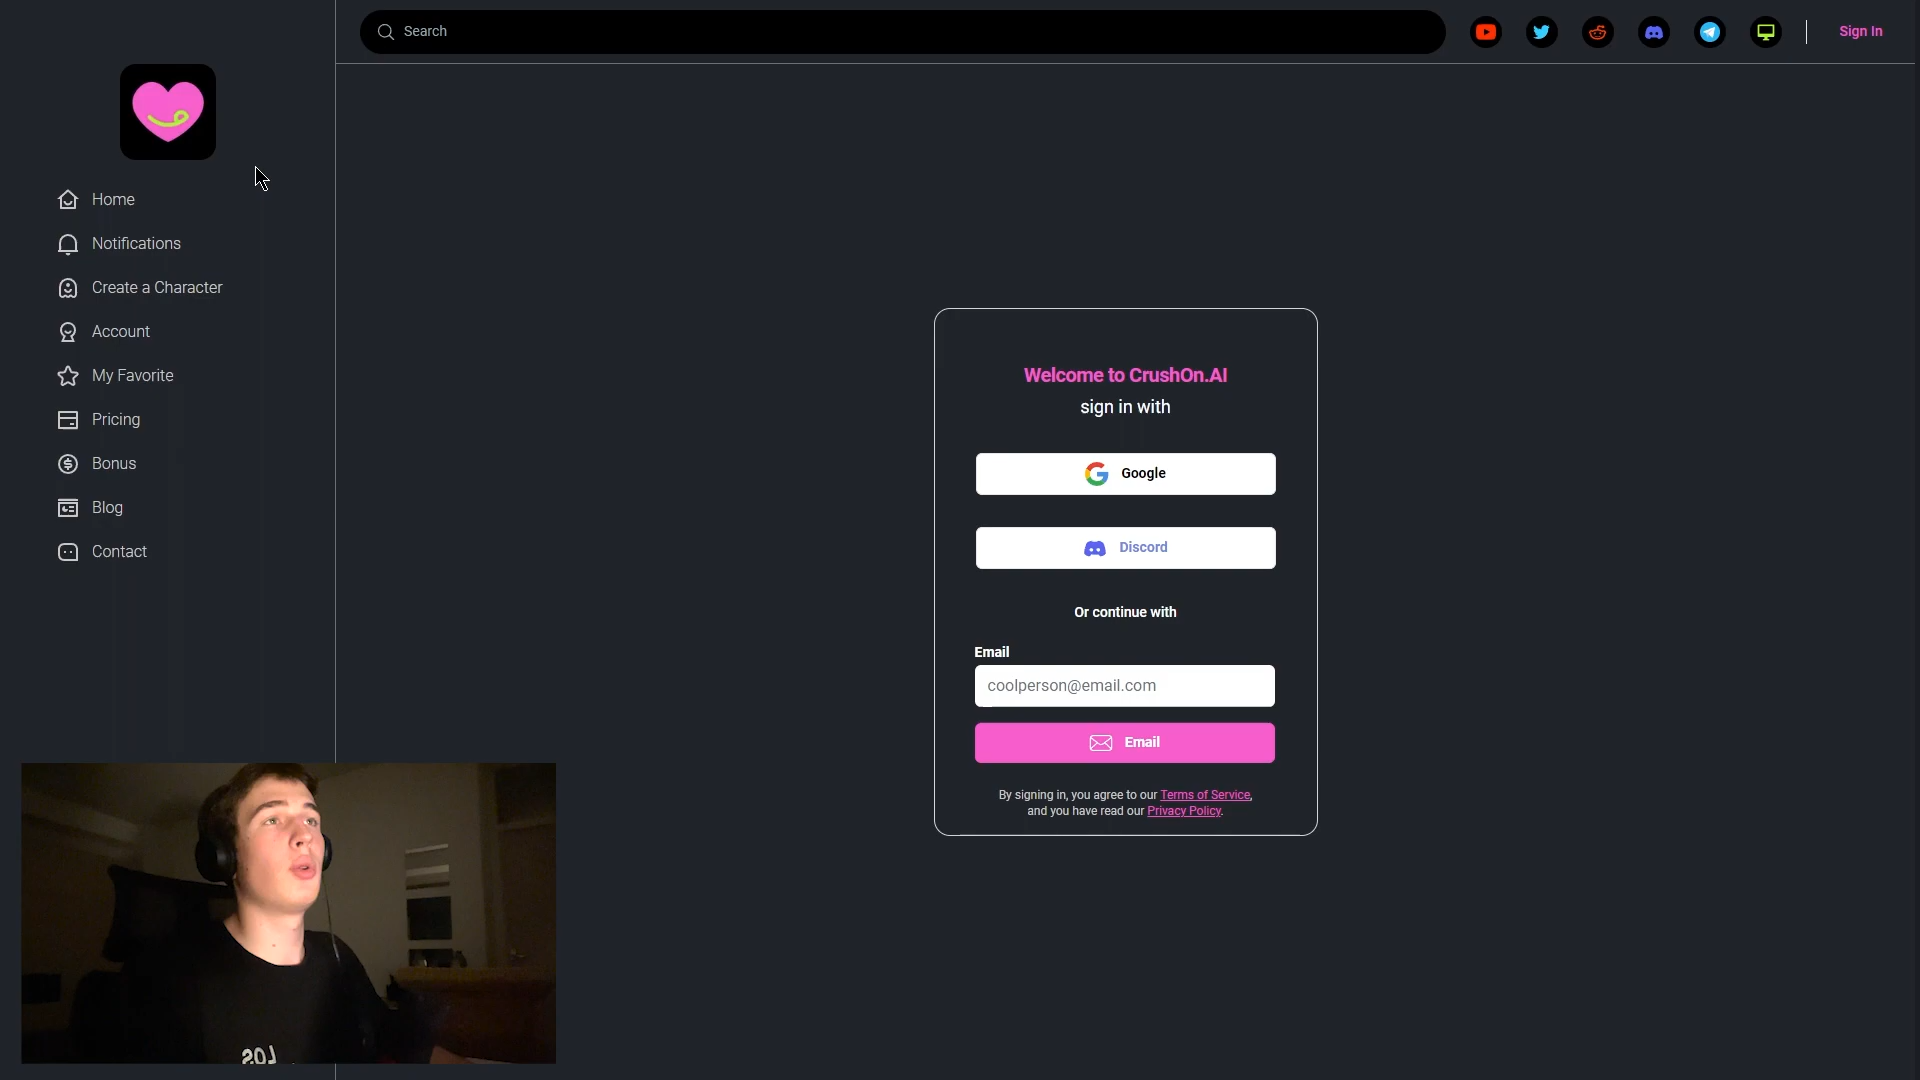 Search
Sign In
Home
Notifications
Create a Character
Account
My Favorite
Pricing
Bonus
Blog
Contact
Welcome to CrushOn.AI
sign in with
Google
Discord
Or continue with
Email
coolperson@email.com
Email
By signing in, you agree to our Terms of Service,
and you have read our Privacy Policy.